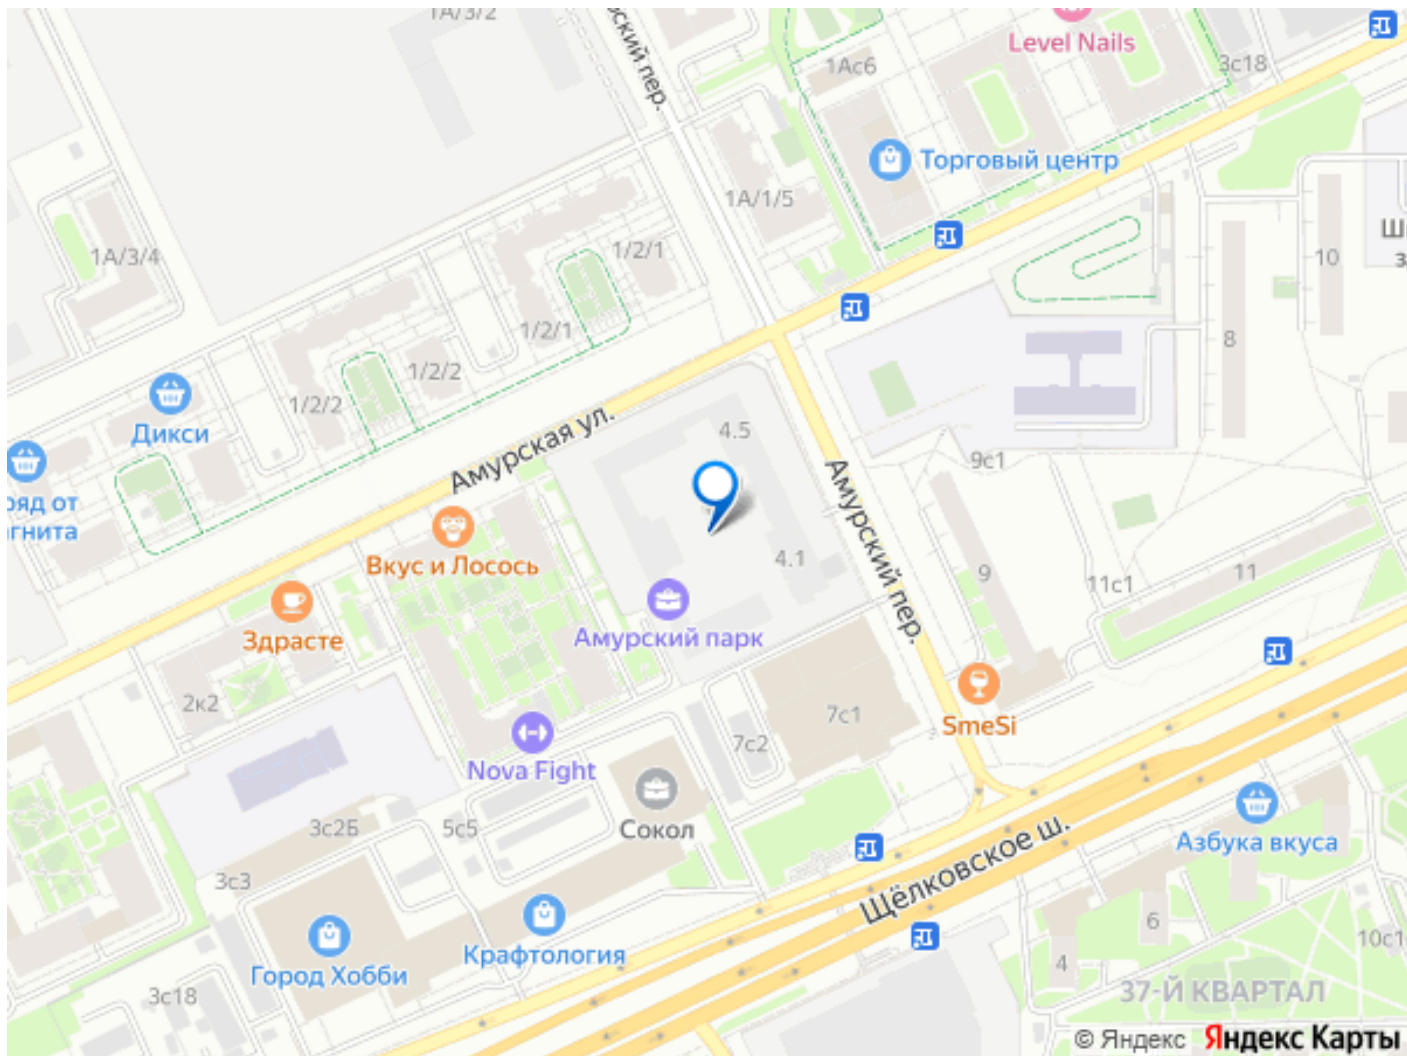 1А/3/2
ский пер.
Level Nails
1Ас6
3с18
Торговый центр
1А/1/5
1А/3/4
1/2/1
10
1/2/1
8
1/2/2
1/2/2
Дикси
4.5
Амурская ул.
9с1
Амурский пер.
Вкус и Лосось
4.1
9
11с1
11
Здрасте
Амурский парк
2к2
7с1
SmeSi
7с2
Nova Fight
3с2Б
5с5
Сокол
Азбука вкуса
3с3
Щёлковское ш.
Город Хобби
Крафтология
6
10с1
4
3с18
37-Й КВАРТАЛ
© Яндекс Яндекс Карты